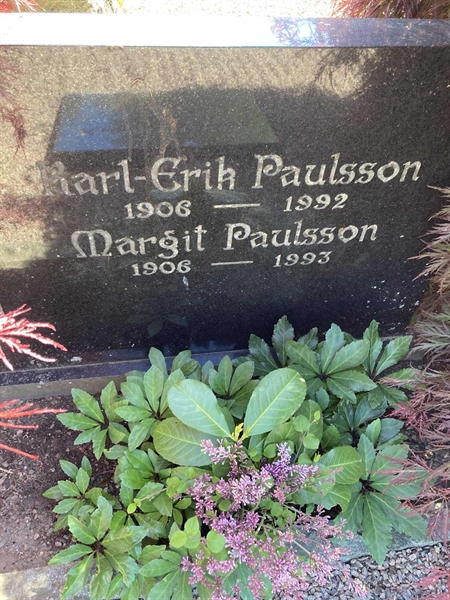 Karl-Erik Paulsson
1906 — 1992
Margit Paulsson
1906 — 1993